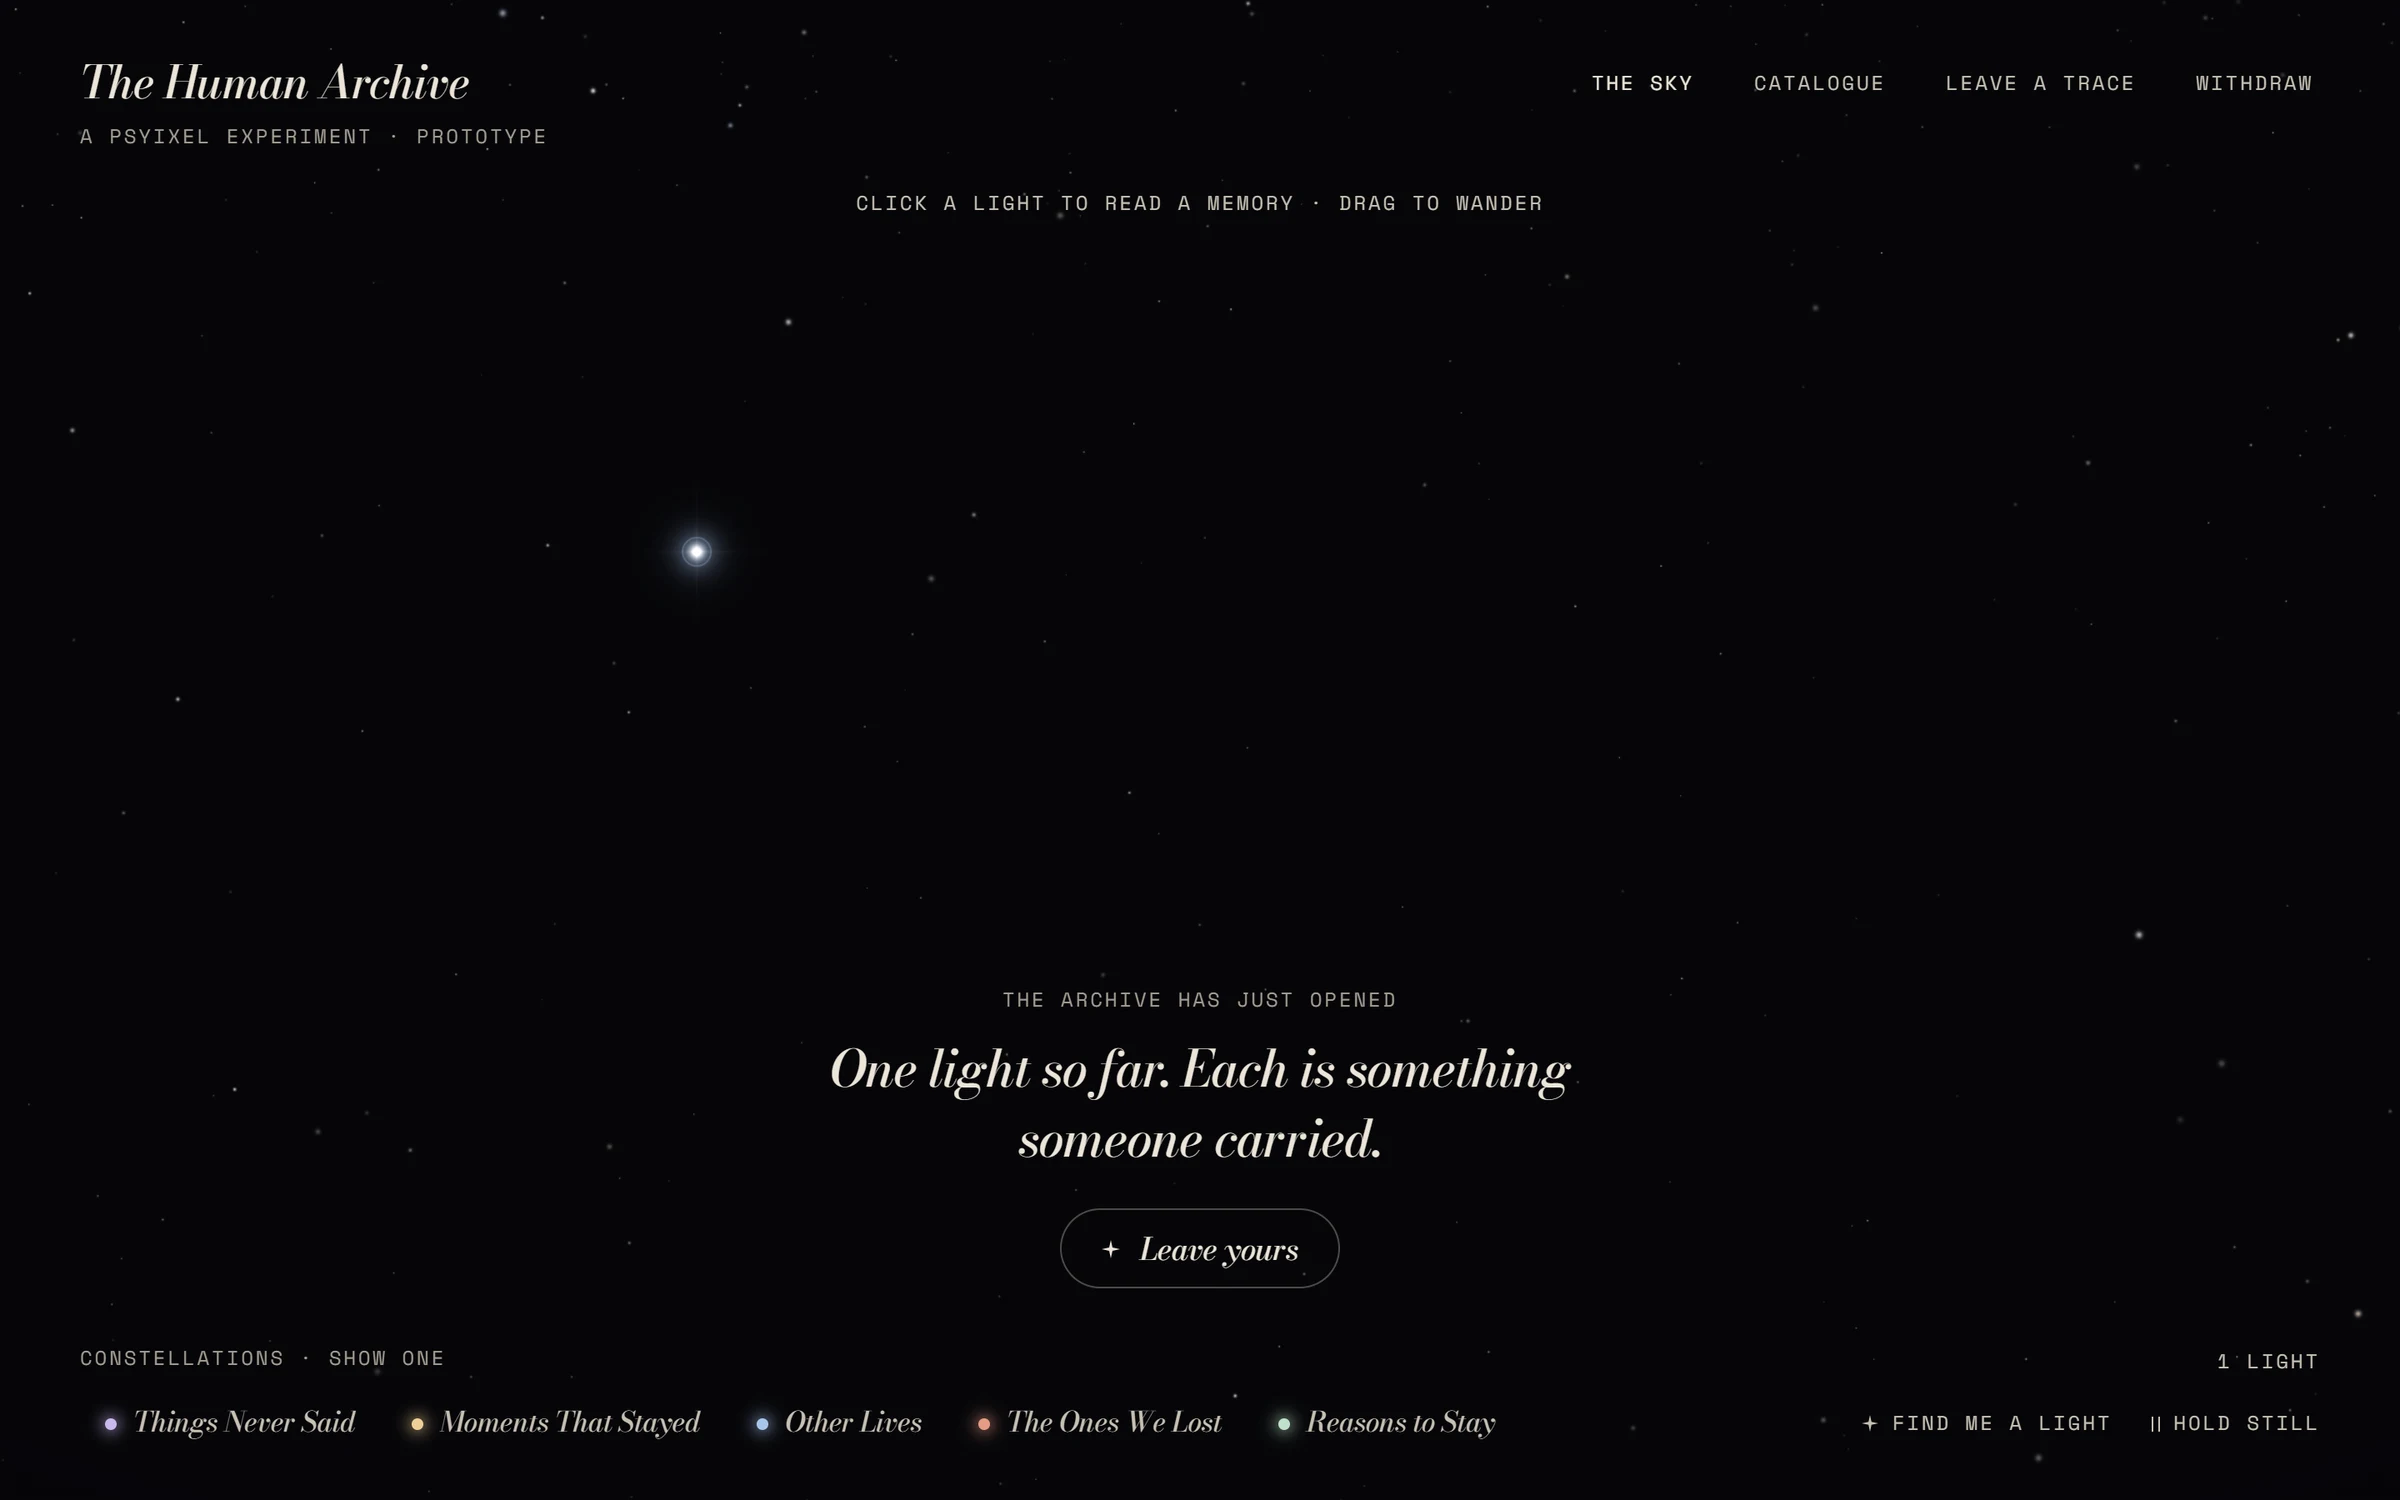 The Human Archive
A PSYIXEL EXPERIMENT · PROTOTYPE
THE SKY
CATALOGUE
LEAVE A TRACE
WITHDRAW
CLICK A LIGHT TO READ A MEMORY · DRAG TO WANDER
THE ARCHIVE HAS JUST OPENED
One light so far. Each is something
someone carried.
Leave yours
CONSTELLATIONS · SHOW ONE
1 LIGHT
Things Never Said
Moments That Stayed
Other Lives
The Ones We Lost
Reasons to Stay
FIND ME A LIGHT
HOLD STILL